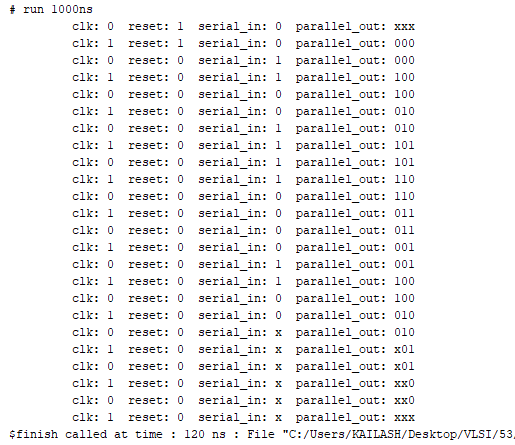 # run 1000ns
clk: 0 reset: 1 serial_in: 0 parallel_out: xxx
clk: 1 reset: 1 serial_in: 0 parallel_out: 000
clk: 0 reset: 0 serial_in: 1 parallel_out: 000
clk: 1 reset: 0 serial_in: 1 parallel_out: 100
clk: 0 reset: 0 serial_in: 0 parallel_out: 100
clk: 1 reset: 0 serial_in: 0 parallel_out: 010
clk: 0 reset: 0 serial_in: 1 parallel_out: 010
clk: 1 reset: 0 serial_in: 1 parallel_out: 101
clk: 0 reset: 0 serial_in: 1 parallel_out: 101
clk: 1 reset: 0 serial_in: 1 parallel_out: 110
clk: 0 reset: 0 serial_in: 0 parallel_out: 110
clk: 1 reset: 0 serial_in: 0 parallel_out: 011
clk: 0 reset: 0 serial_in: 0 parallel_out: 011
clk: 1 reset: 0 serial_in: 0 parallel_out: 001
clk: 0 reset: 0 serial_in: 1 parallel_out: 001
clk: 1 reset: 0 serial_in: 1 parallel_out: 100
clk: 0 reset: 0 serial_in: 0 parallel_out: 100
clk: 1 reset: 0 serial_in: 0 parallel_out: 010
clk: 0 reset: 0 serial_in: x parallel_out: 010
clk: 1 reset: 0 serial_in: x parallel_out: x01
clk: 0 reset: 0 serial_in: x parallel_out: x01
clk: 1 reset: 0 serial_in: x parallel_out: xx0
clk: 0 reset: 0 serial_in: x parallel_out: xx0
clk: 1 reset: 0 serial_in: x parallel_out: xxx
$finish called at time : 120 ns : File "C:/Users/KAILASH/Desktop/VLSI/53